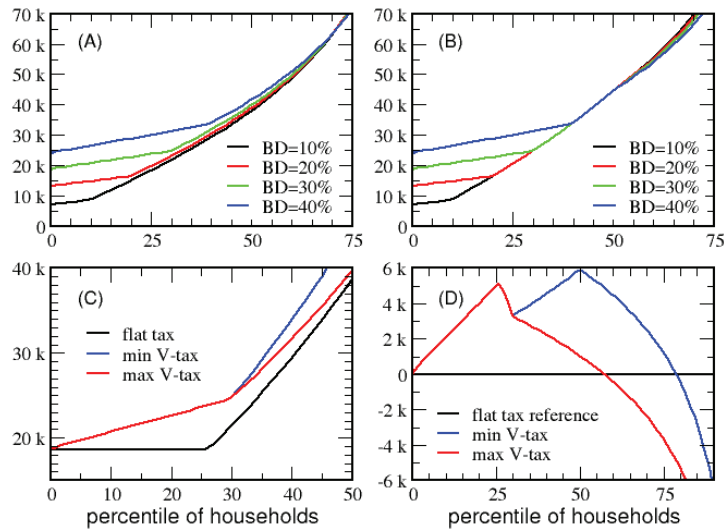 70 k
60 k
50 k
40 k
30 k
20 k
10 k
0
(A)
BD=10%
BD=20%
BD=30%
BD=40%
0 25 50 75
70 k
60 k
50 k
40 k
30 k
20 k
10 k
0
(B)
BD=10%
BD=20%
BD=30%
BD=40%
0 25 50 75
40 k
30 k
20 k
(C)
flat tax
min V-tax
max V-tax
0 10 20 30 40 50
percentile of households
6 k
4 k
2 k
0
-2 k
-4 k
-6 k
(D)
flat tax reference
min V-tax
max V-tax
0 25 50 75
percentile of households